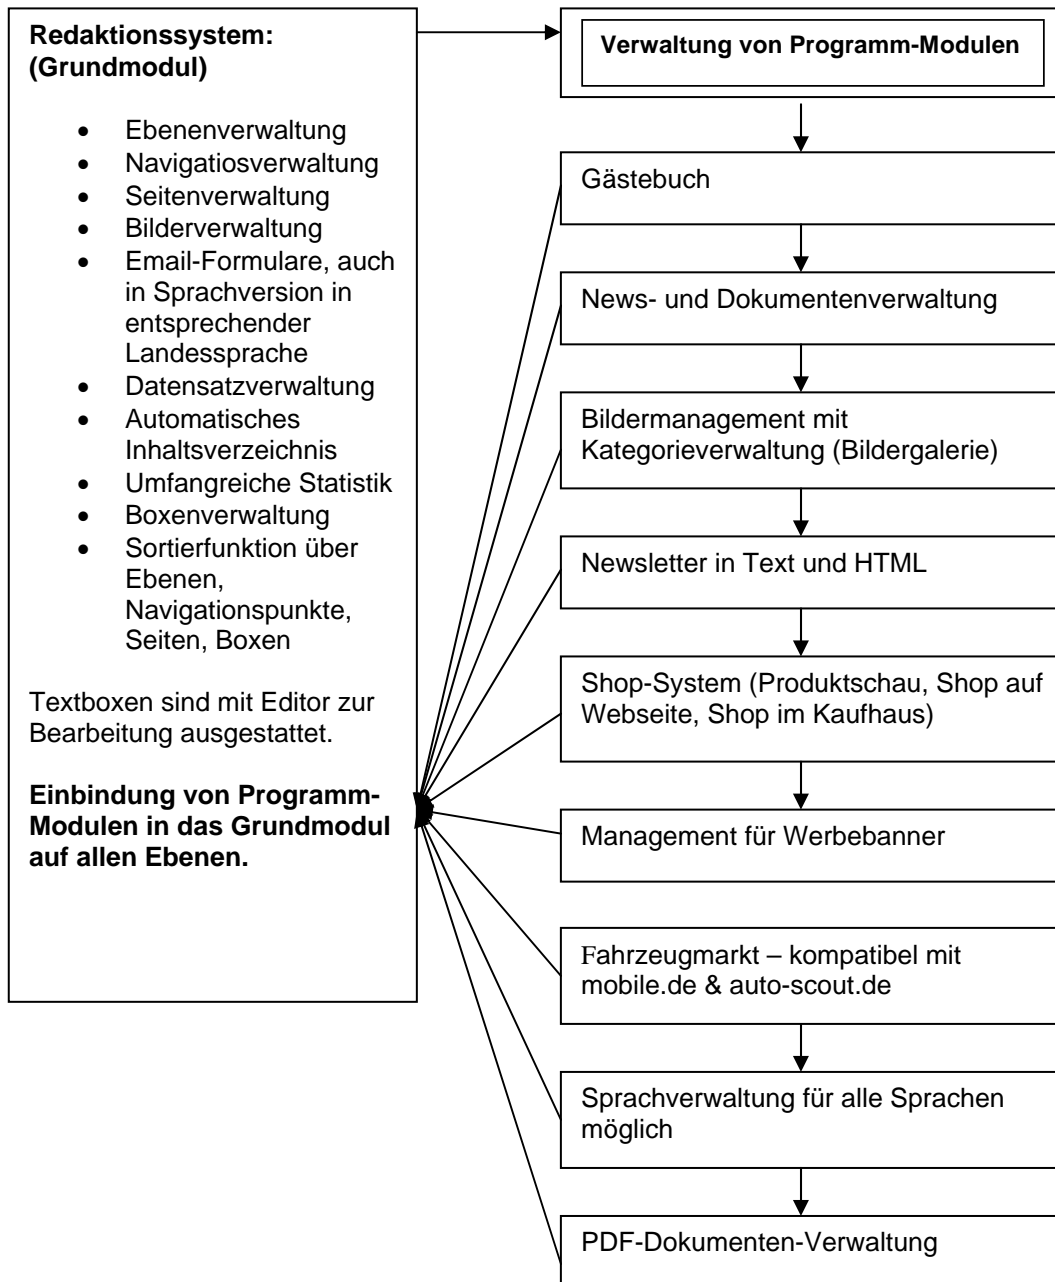 Redaktionssystem:
(Grundmodul)
• Ebenenverwaltung
• Navigatiosverwaltung
• Seitenverwaltung
• Bilderverwaltung
• Email-Formulare, auch
in Sprachversion in
entsprechender
Landessprache
• Datensatzverwaltung
• Automatisches
Inhaltsverzeichnis
• Umfangreiche Statistik
• Boxenverwaltung
• Sortierfunktion über
Ebenen,
Navigationspunkte,
Seiten, Boxen
Textboxen sind mit Editor zur
Bearbeitung ausgestattet.
Einbindung von Programm-
Modulen in das Grundmodul
auf allen Ebenen.
Verwaltung von Programm-Modulen
Gästebuch
News- und Dokumentenverwaltung
Bildermanagement mit
Kategorieverwaltung (Bildergalerie)
Newsletter in Text und HTML
Shop-System (Produktschau, Shop auf
Webseite, Shop im Kaufhaus)
Management für Werbebanner
Fahrzeugmarkt – kompatibel mit
mobile.de & auto-scout.de
Sprachverwaltung für alle Sprachen
möglich
PDF-Dokumenten-Verwaltung